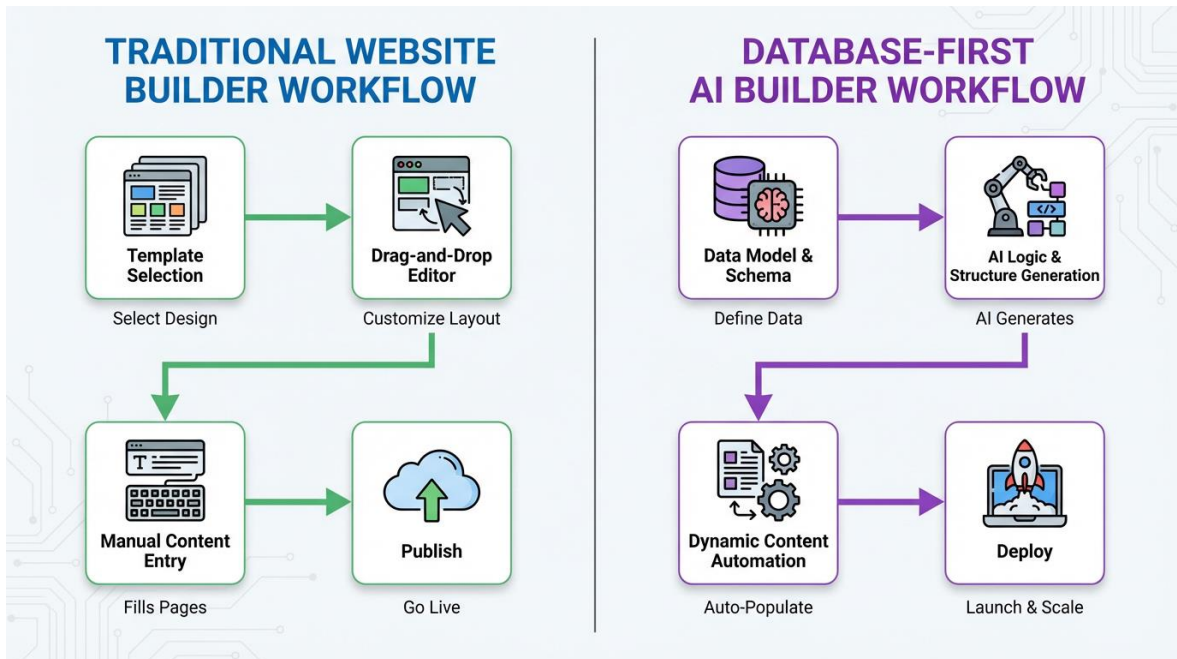 TRADITIONAL WEBSITE
BUILDER WORKFLOW
Template
Selection
Select Design
Drag-and-Drop
Editor
Customize Layout
T
Manual Content
Entry
Fills Pages
Publish
Go Live
DATABASE-FIRST
AI BUILDER WORKFLOW
Data Model &
Schema
Define Data
</>
AI Logic &
Structure Generation
AI Generates
Dynamic Content
Automation
Auto-Populate
Deploy
Launch & Scale